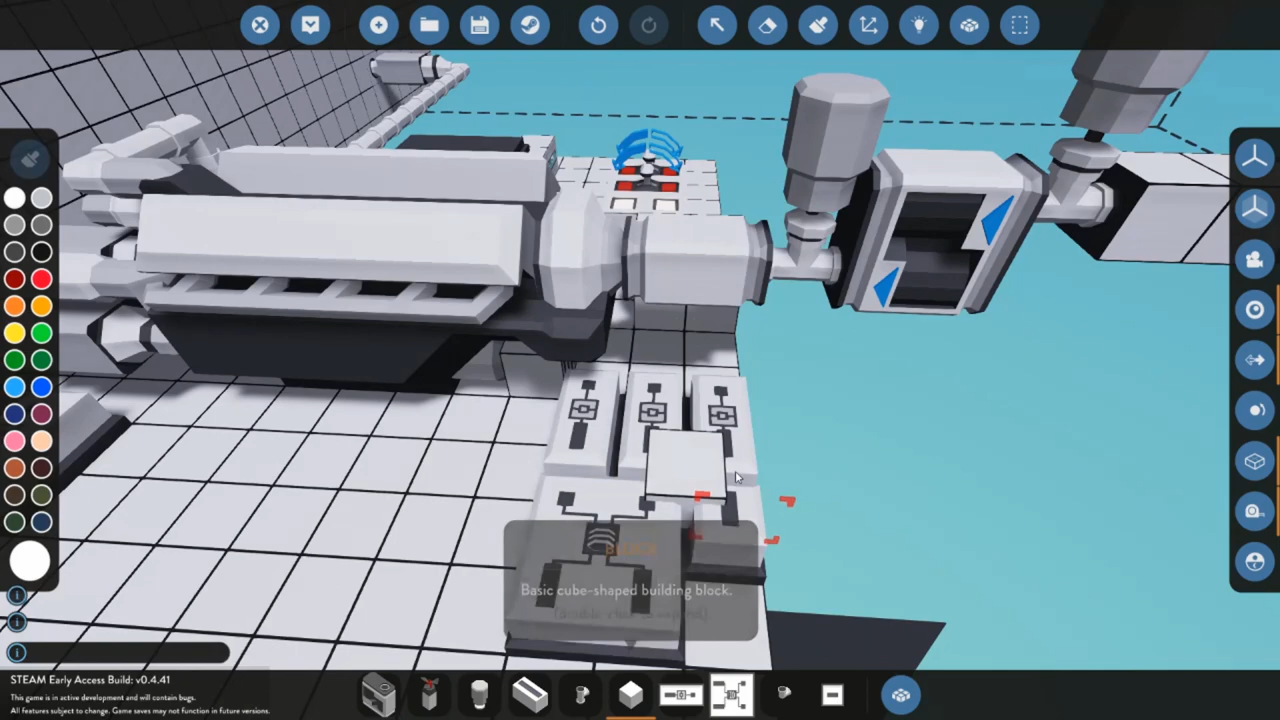 BLOCK
Basic cube-shaped building block.
STEAM Early Access Build: v0.4.41
This game is in active development and will contain bugs.
All features subject to change. Game saves may not function in future versions.